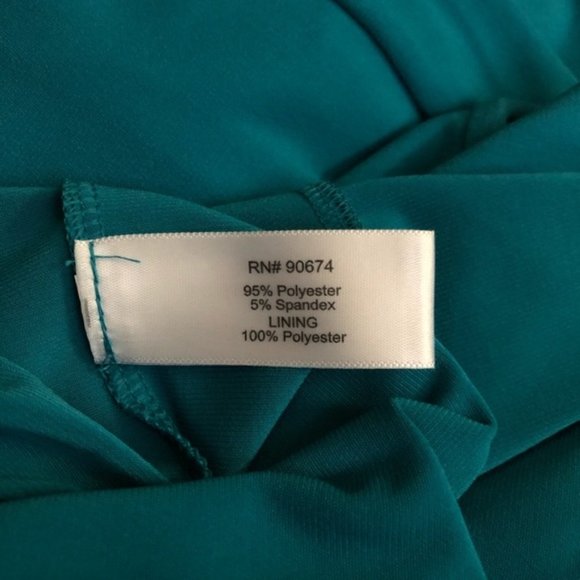 RN# 90674
95% Polyester
5% Spandex
LINING
100% Polyester